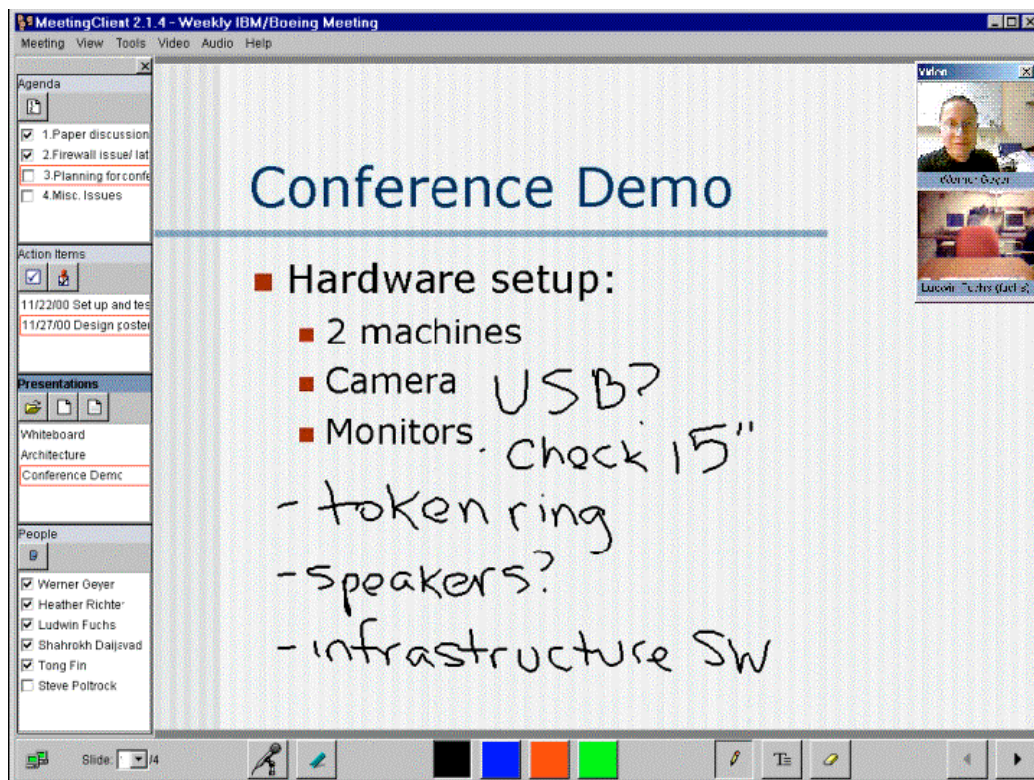 MeetingClient 2.1.4 - Weekly IBM/Boeing Meeting
Meeting View Tools Video Audio Help
Agenda
1.Paper discussion
2.Firewall issue/ lat
3.Planning for confe
4.Misc. Issues
Action Items
11/22/00 Set up and tes
11/27/00 Design poster
Presentations
Whiteboard
Architecture
Conference Demo
People
Werner Geyer
Heather Richter
Ludwin Fuchs
Shahrokh Daijavad
Tong Fin
Steve Poltrock
Conference Demo
Hardware setup:
2 machines
Camera USB?
Monitors. Check 15"
- token ring
- speakers?
- infrastructure SW
Video
Werner Geyer
Ludwin Fuchs (fuchs)
Slide: /4
T